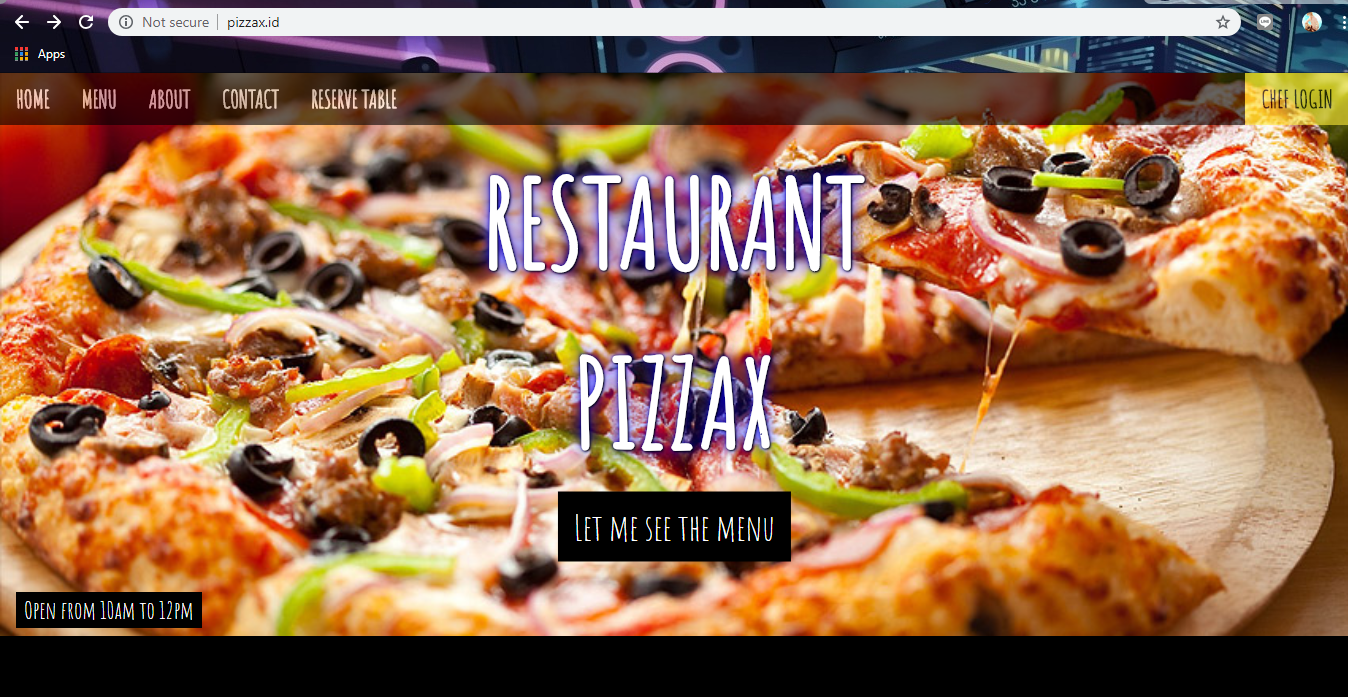 Not secure | pizzax.id
Apps
HOME MENU ABOUT CONTACT RESERVE TABLE CHEF LOGIN
RESTAURANT
PIZZAX
LET ME SEE THE MENU
OPEN FROM 10AM TO 12PM